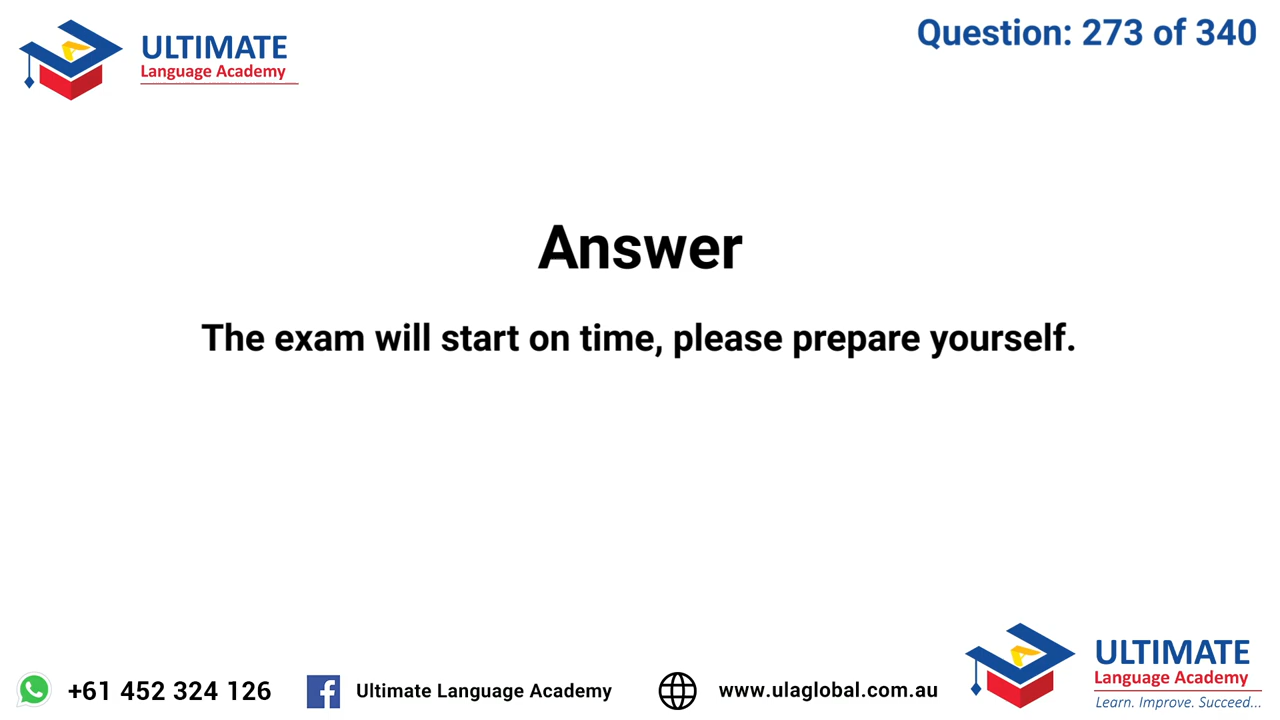 ULTIMATE
Language Academy
Question: 273 of 340
Answer
The exam will start on time, please prepare yourself.
+61 452 324 126
Ultimate Language Academy
www.ulaglobal.com.au
ULTIMATE
Language Academy
Learn. Improve. Succeed...